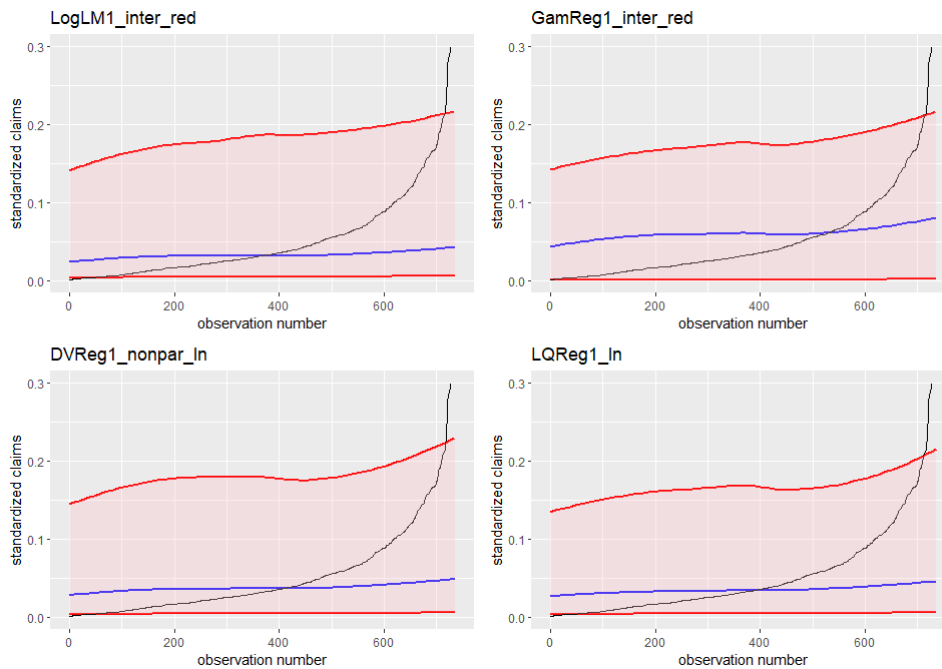 LogLM1_inter_red
GamReg1_inter_red
standardized claims
0.3
0.2
0.1
0.0
0
200
400
600
observation number
standardized claims
0.3
0.2
0.1
0.0
0
200
400
600
observation number
DVReg1_nonpar_ln
LQReg1_ln
standardized claims
0.3
0.2
0.1
0.0
0
200
400
600
observation number
standardized claims
0.3
0.2
0.1
0.0
0
200
400
600
observation number